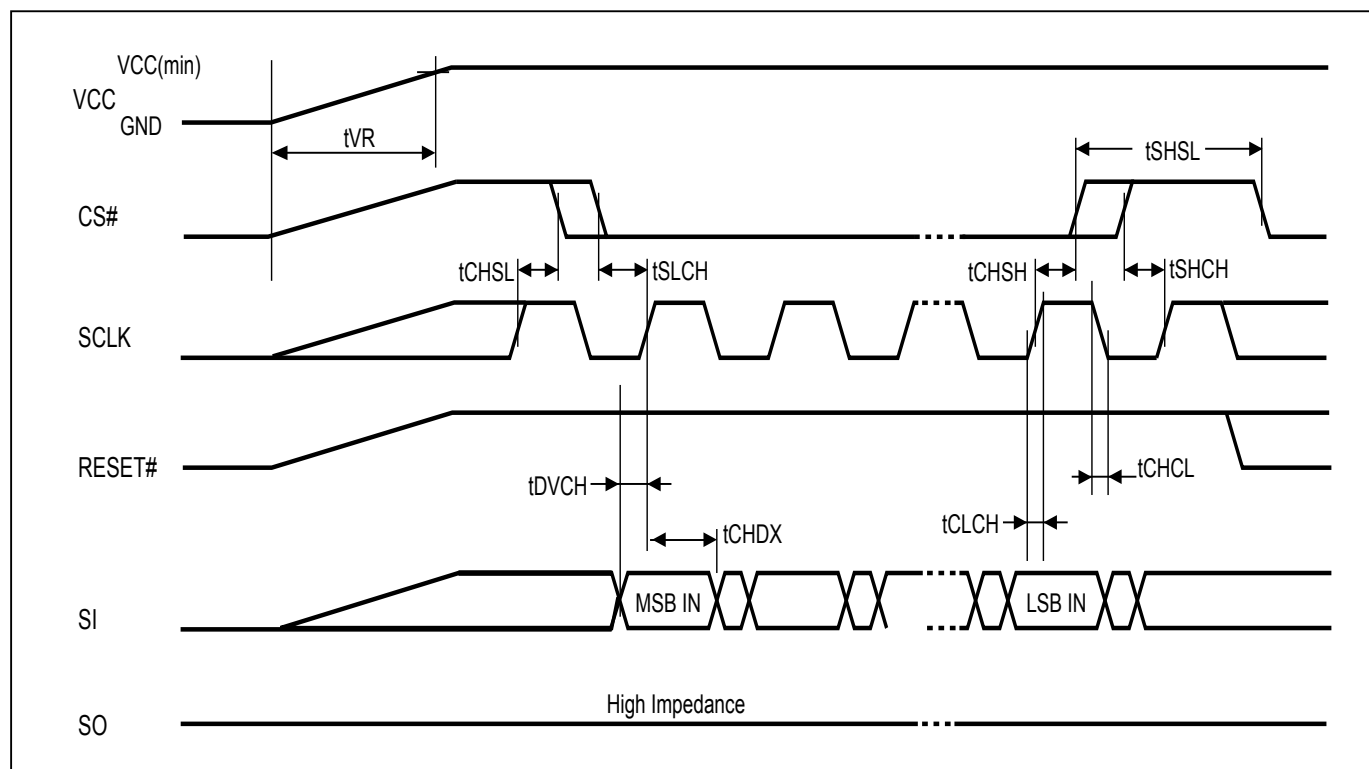 VCC(min)
VCC
GND
tVR
tSHSL
CS#
tCHSL
tSLCH
tCHSH
tSHCH
SCLK
RESET#
tDVCH
tCHCL
tCLCH
tCHDX
SI
MSB IN
LSB IN
High Impedance
SO